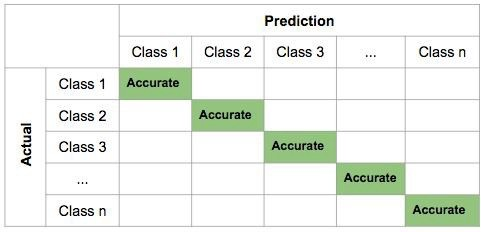 Prediction
Class 1 Class 2 Class 3 ... Class n
Actual
Class 1 Accurate
Class 2 Accurate
Class 3 Accurate
... Accurate
Class n Accurate